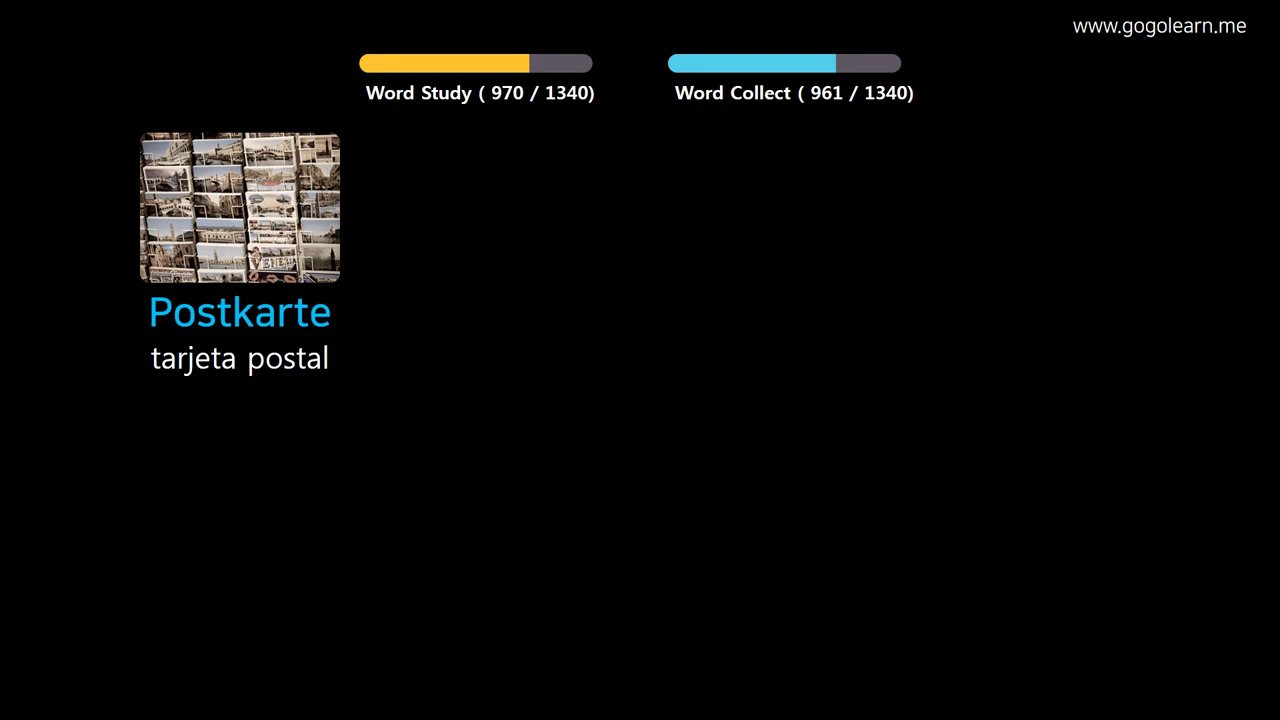 www.gogolearn.me
Word Study ( 970 / 1340)
Word Collect ( 961 / 1340)
Postkarte
tarjeta postal